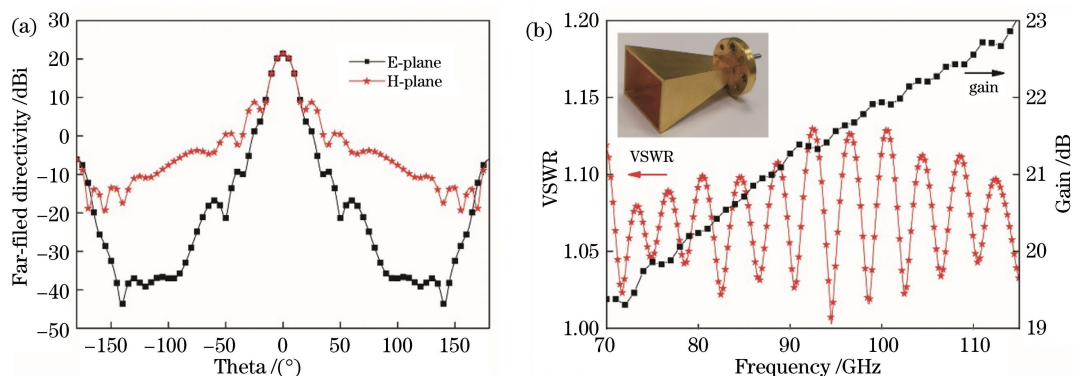 (a)
30
20
10
0
−10
−20
−30
−40
−50
Far-filed directivity /dBi
−150
−100
−50
0
50
100
150
Theta /(°)
E-plane
H-plane
(b)
1.20
1.15
1.10
1.05
1.00
VSWR
VSWR
gain
23
22
21
20
19
Gain /dB
70
80
90
100
110
Frequency /GHz